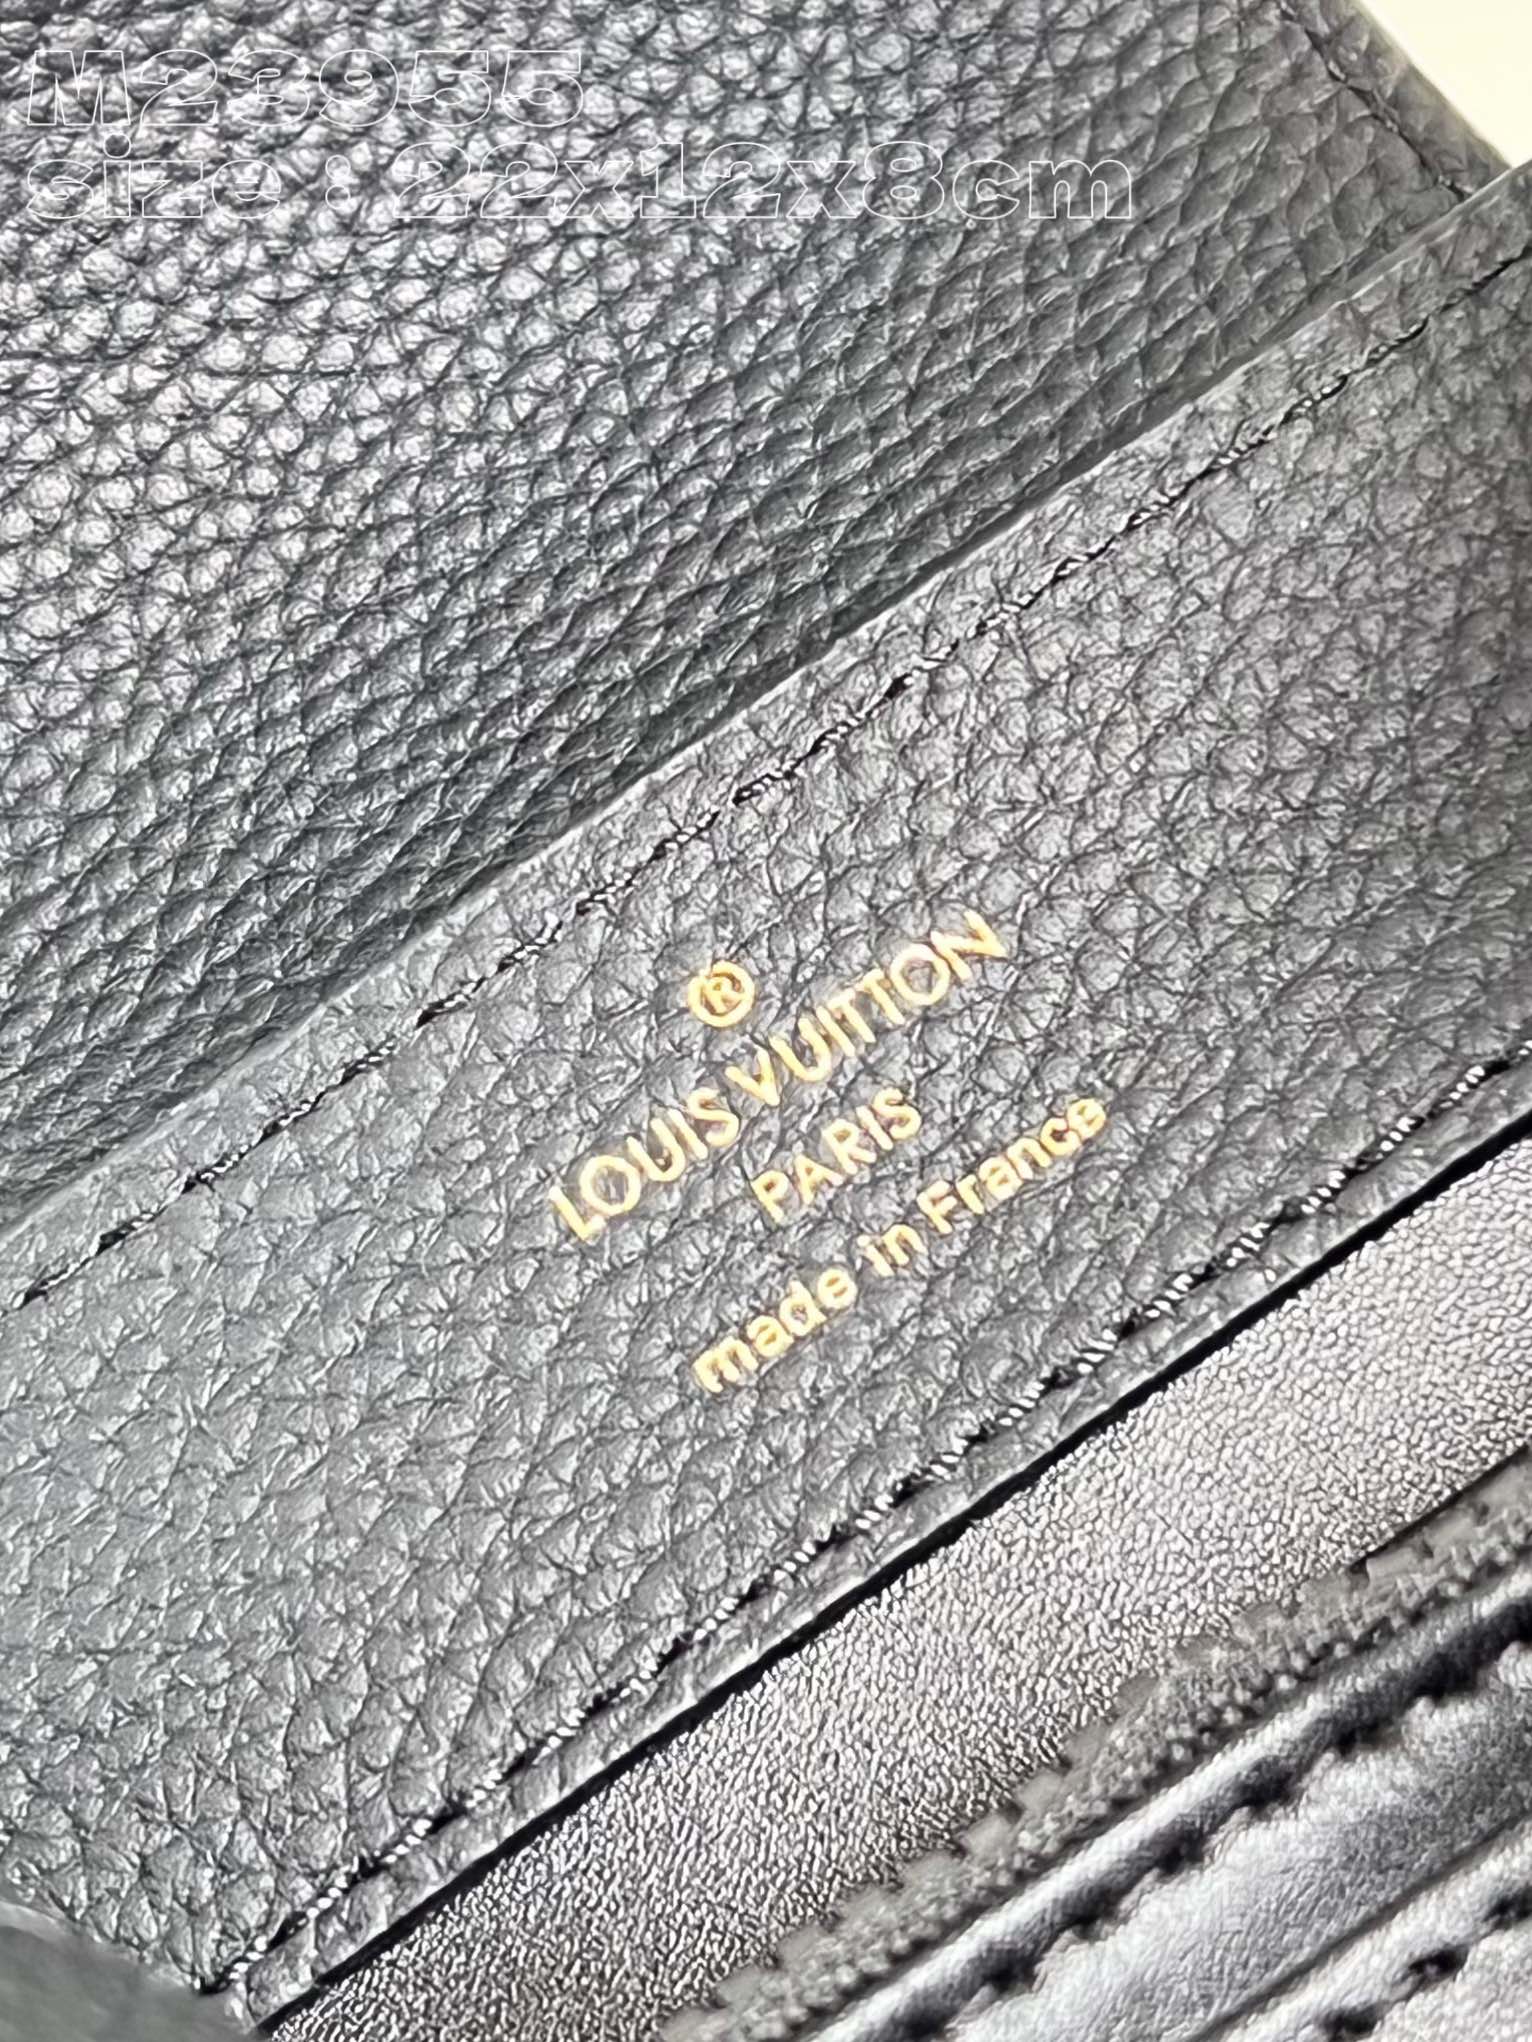 M23955
size : 22x12x8cm
®
LOUIS VUITTON
PARIS
made in France